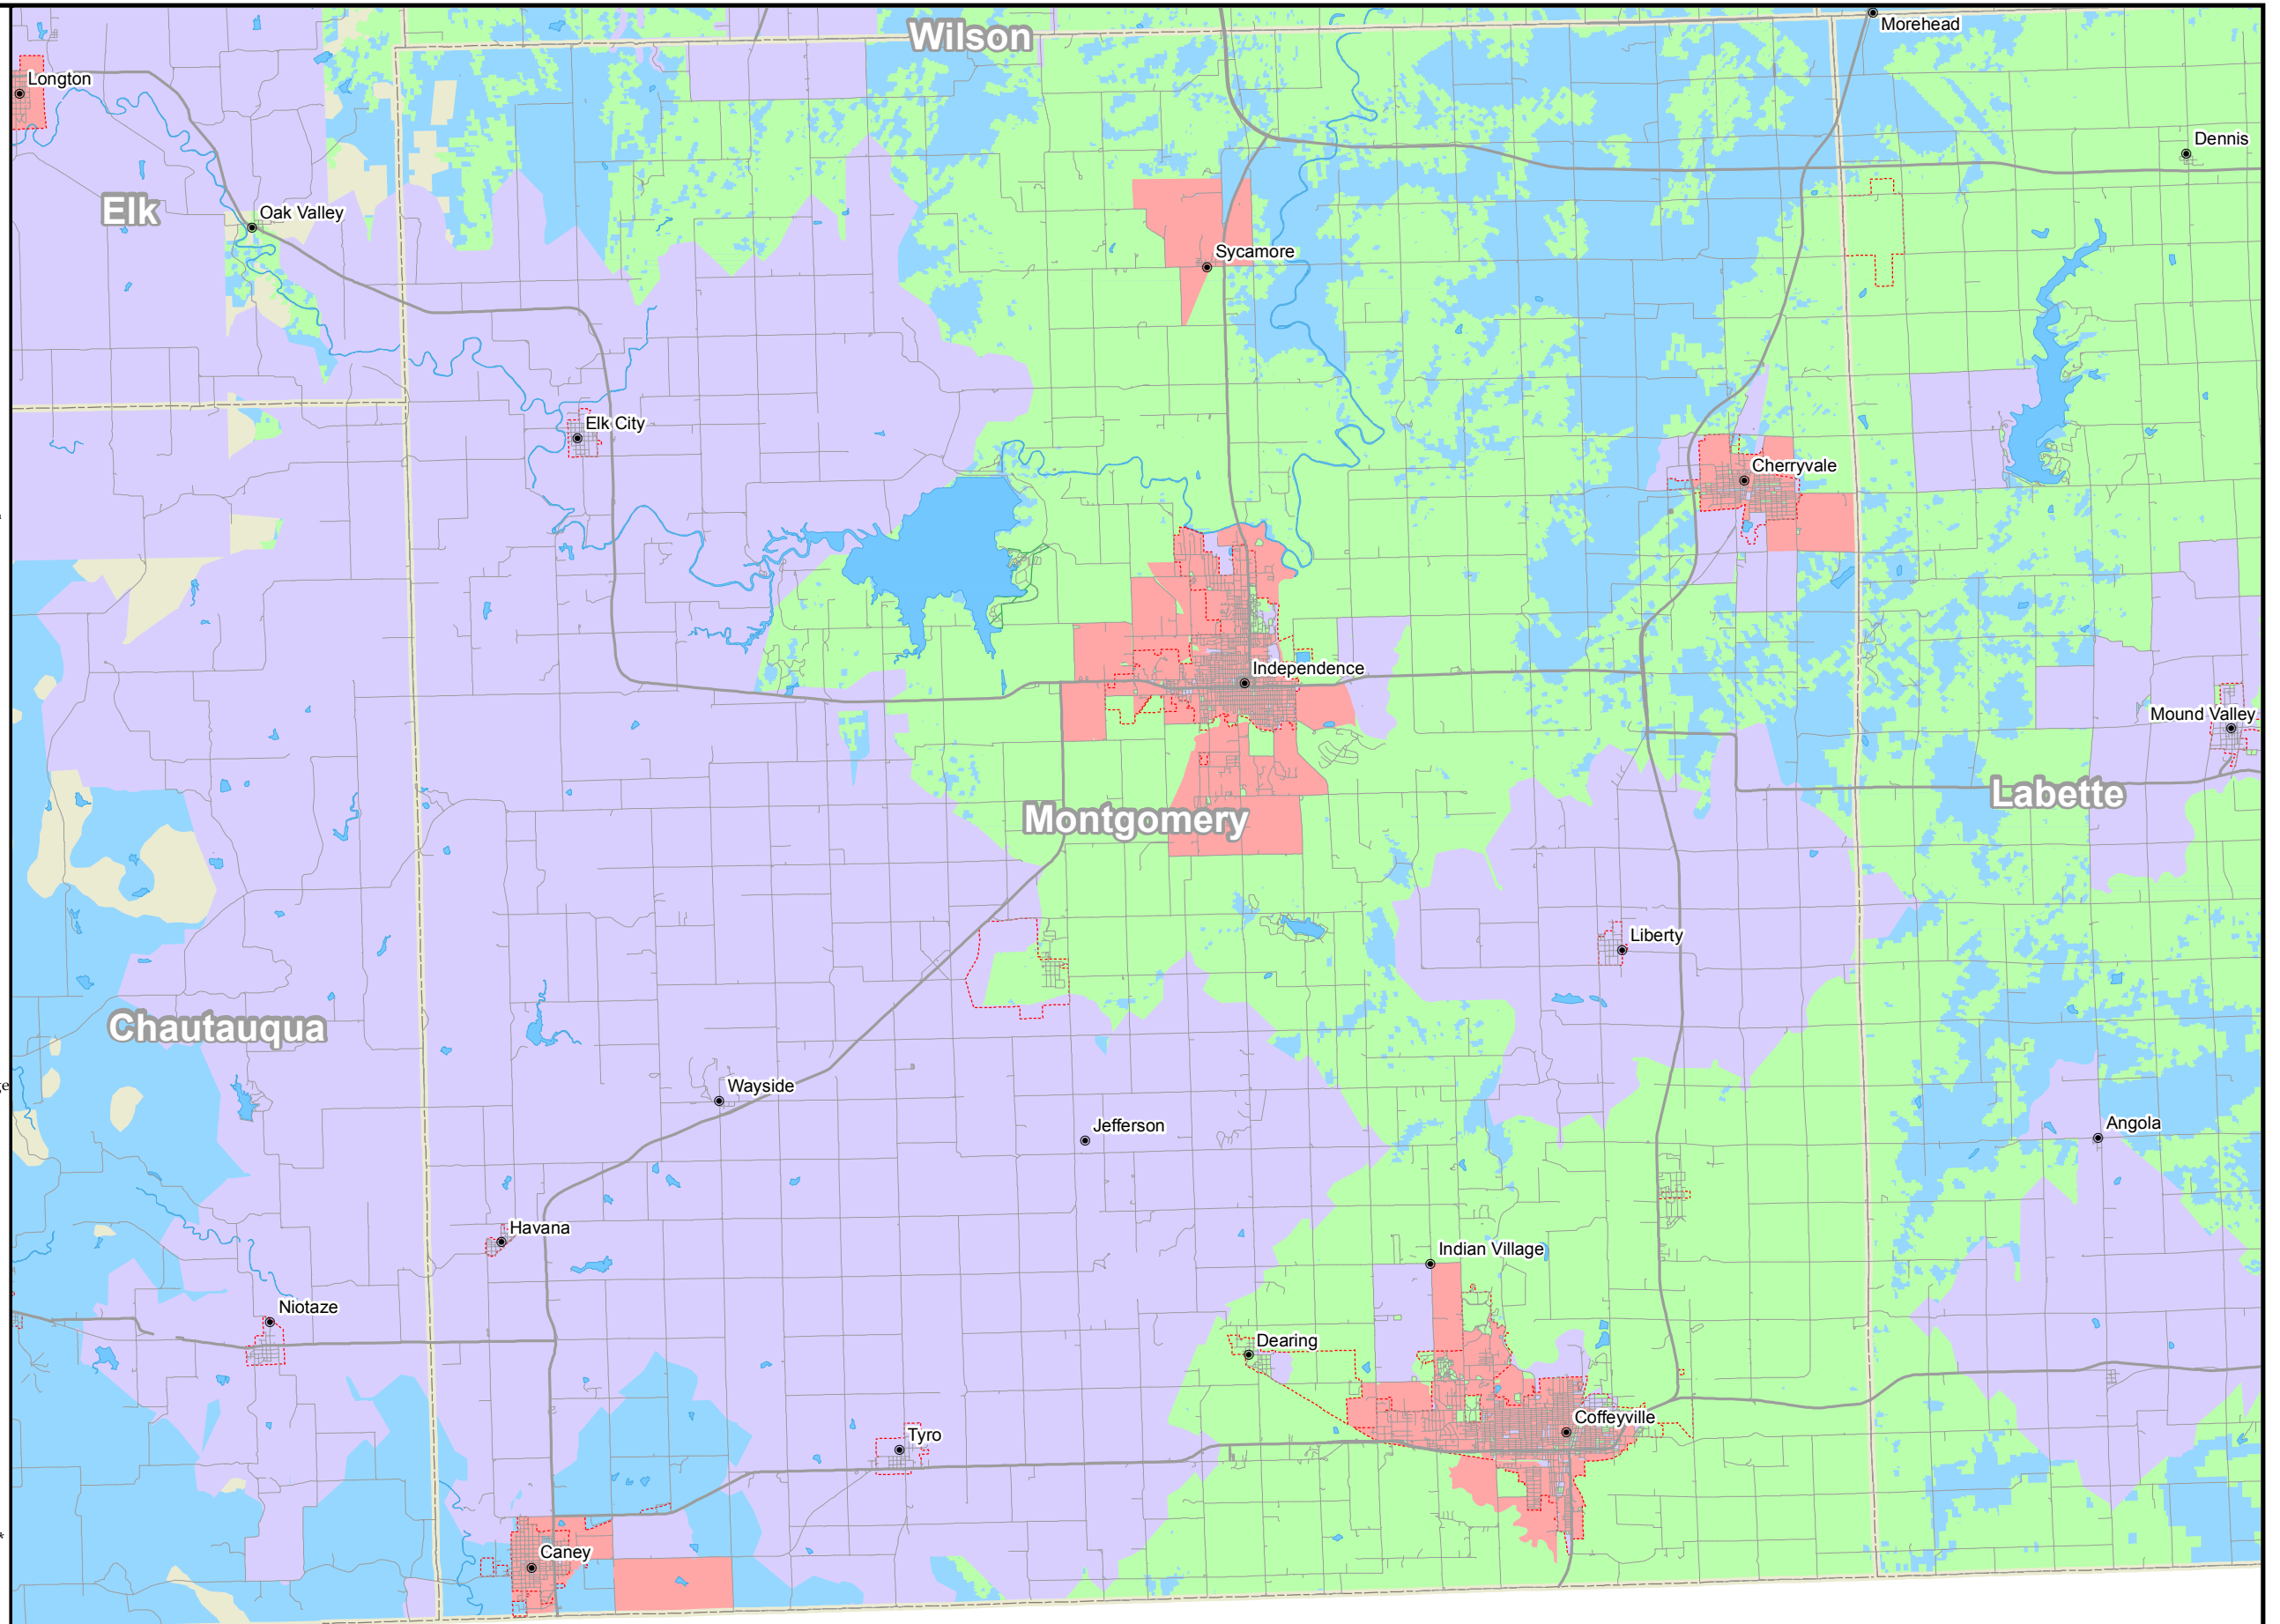 Wilson
Morehead
Longton
Dennis
Elk
Oak Valley
Sycamore
Elk City
Cherryvale
Independence
Mound Valley
Montgomery
Labette
Liberty
Chautauqua
ge
Wayside
Jefferson
Angola
Havana
Indian Village
Niotaze
Dearing
Coffeyville
Tyro
*
Caney